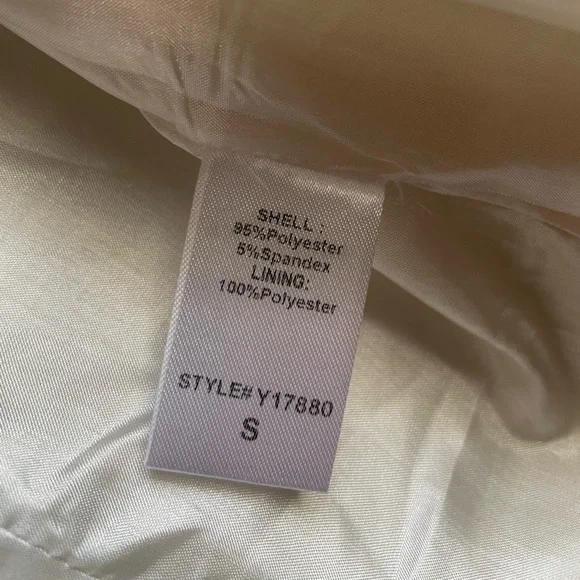 SHELL :
95%Polyester
5%Spandex
LINING:
100%Polyester
STYLE# Y17880
S